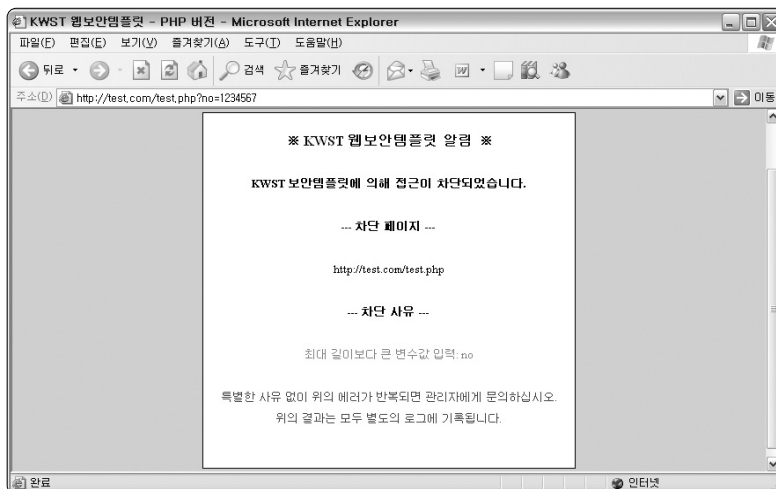 KWST 웹보안템플릿 - PHP 버전 - Microsoft Internet Explorer
파일(F) 편집(E) 보기(V) 즐겨찾기(A) 도구(T) 도움말(H)
뒤로 검색 즐겨찾기
주소(D) http://test.com/test.php?no=1234567 이동
※ KWST 웹보안템플릿 알림 ※
KWST 보안템플릿에 의해 접근이 차단되었습니다.
--- 차단 페이지 ---
http://test.com/test.php
--- 차단 사유 ---
최대 길이보다 큰 변수값 입력: no
특별한 사유 없이 위의 에러가 반복되면 관리자에게 문의하십시오.
위의 결과는 모두 별도의 로그에 기록됩니다.
완료 인터넷